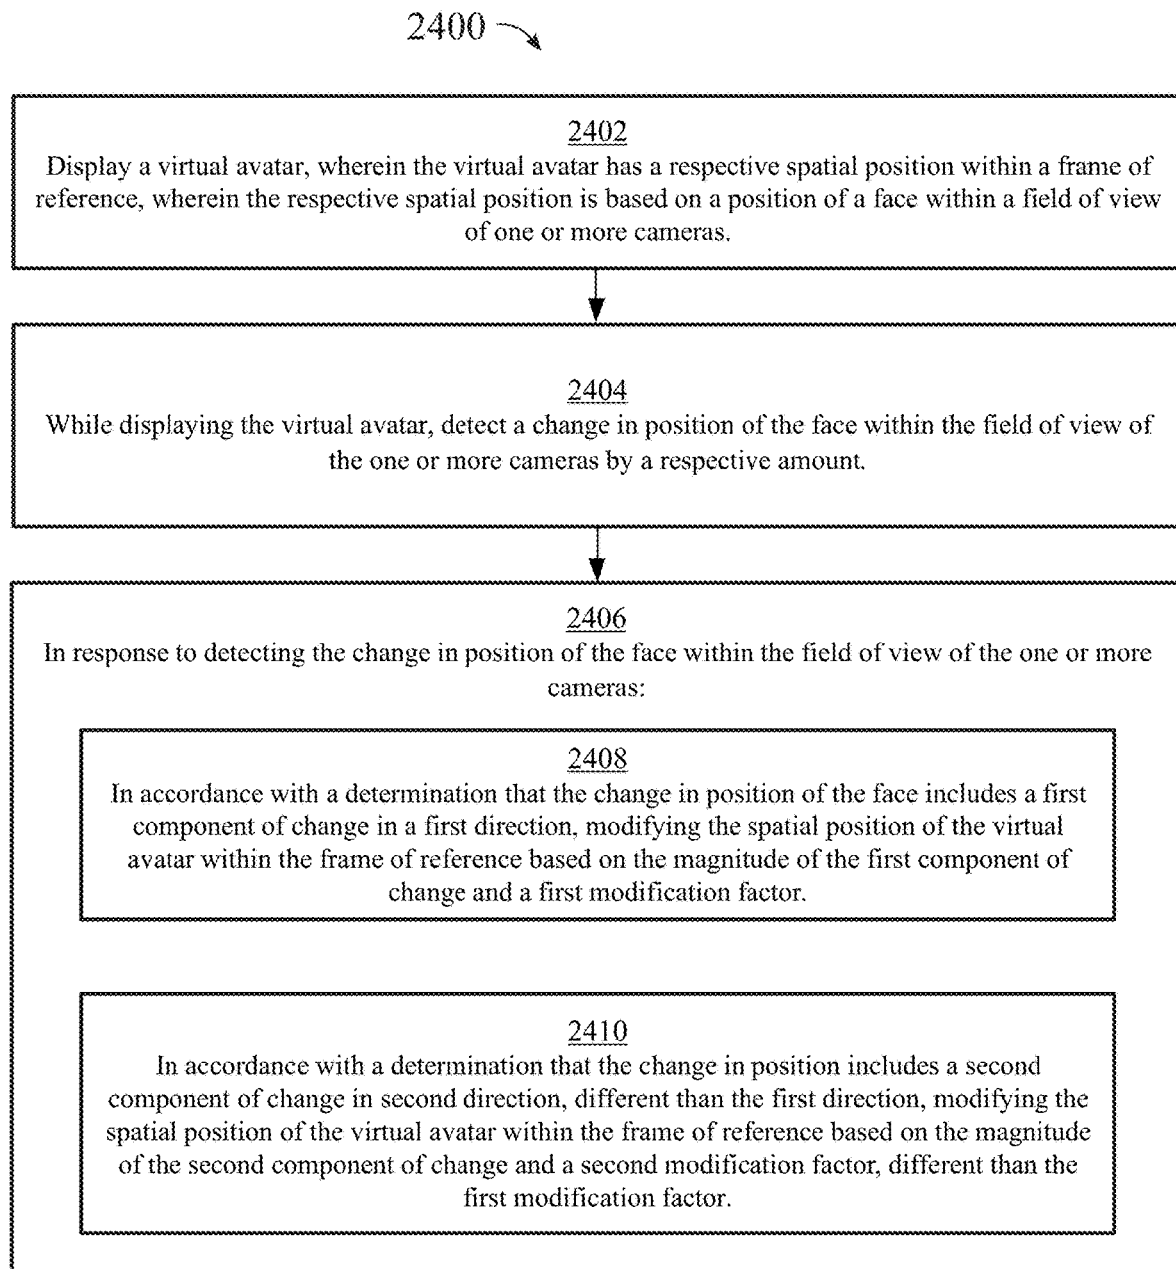 2400
2402
Display a virtual avatar, wherein the virtual avatar has a respective spatial position within a frame of
reference, wherein the respective spatial position is based on a position of a face within a field of view
of one or more cameras.
2404
While displaying the virtual avatar, detect a change in position of the face within the field of view of
the one or more cameras by a respective amount.
2406
In response to detecting the change in position of the face within the field of view of the one or more
cameras:
2408
In accordance with a determination that the change in position of the face includes a first
component of change in a first direction, modifying the spatial position of the virtual
avatar within the frame of reference based on the magnitude of the first component of
change and a first modification factor.
2410
In accordance with a determination that the change in position includes a second
component of change in second direction, different than the first direction, modifying the
spatial position of the virtual avatar within the frame of reference based on the magnitude
of the second component of change and a second modification factor, different than the
first modification factor.